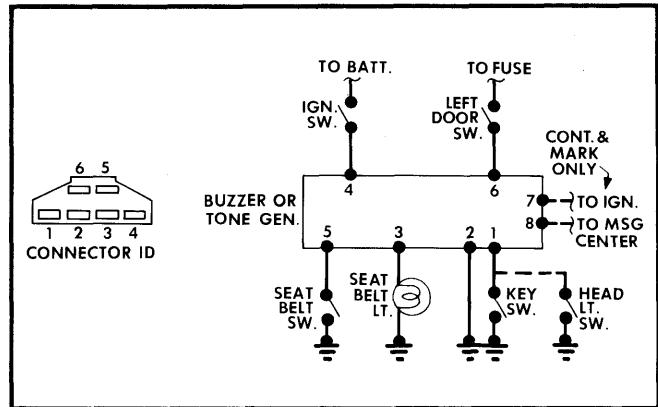 TO BATT.
TO FUSE
IGN.
SW.
LEFT
DOOR
SW.
CONT. &
MARK
ONLY
6 5
1 2 3 4
CONNECTOR ID
BUZZER OR
TONE GEN.
4
6
7
TO IGN.
8
TO MSG
CENTER
5
3
2
1
SEAT
BELT
SW.
SEAT
BELT
LT.
KEY
SW.
HEAD
LT.
SW.